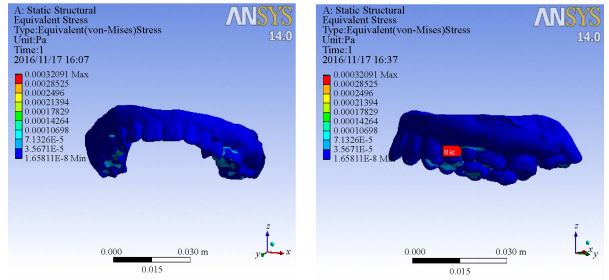 A: Static Structural
Equivalent Stress
Type:Equivalent(von-Mises)Stress
Unit:Pa
Time:1
2016/11/17 16:07
ANSYS
14.0
0.00032091 Max
0.00028525
0.0002496
0.00021394
0.00017829
0.00014264
0.00010698
7.1326E-5
3.5671E-5
1.65811E-8 Min
0.000
0.030 m
0.015
z
y
x
A: Static Structural
Equivalent Stress
Type:Equivalent(von-Mises)Stress
Unit:Pa
Time:1
2016/11/17 16:37
ANSYS
14.0
0.00032091 Max
0.00028525
0.0002496
0.00021394
0.00017829
0.00014264
0.00010698
7.1326E-5
3.5671E-5
1.65811E-8 Min
Max
0.000
0.030 m
0.015
z
y
x